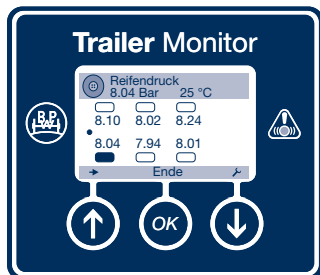 Trailer Monitor
Reifendruck
8.04 Bar 25 °C
8.10 8.02 8.24
8.04 7.94 8.01
Ende
BPW
OK